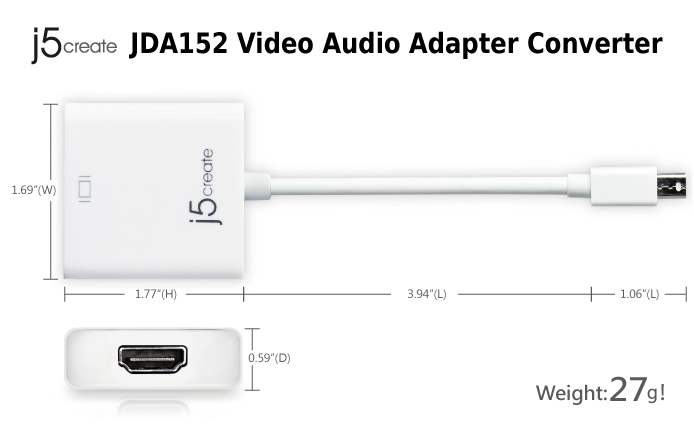 j5create JDA152 Video Audio Adapter Converter
1.69”(W)
j5create
1.77”(H)
3.94”(L)
1.06”(L)
0.59”(D)
Weight:27g!